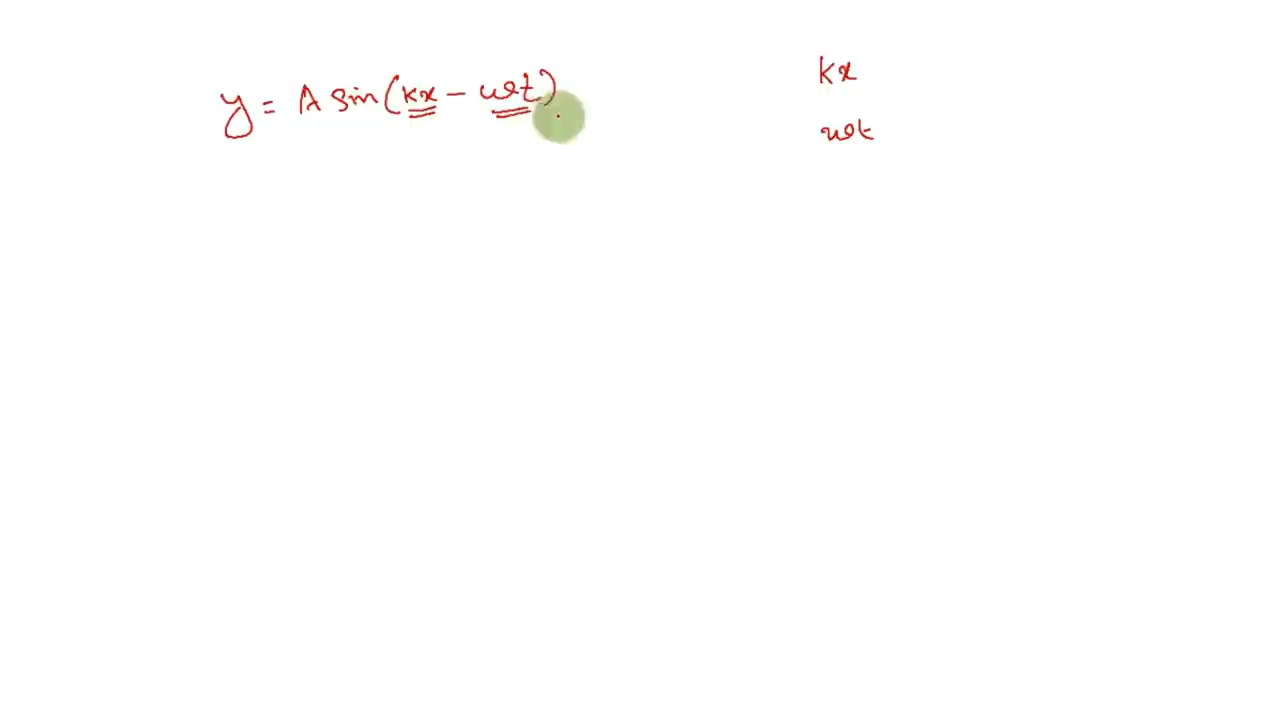 y = A sin(kx - ωt)
kx
ωt